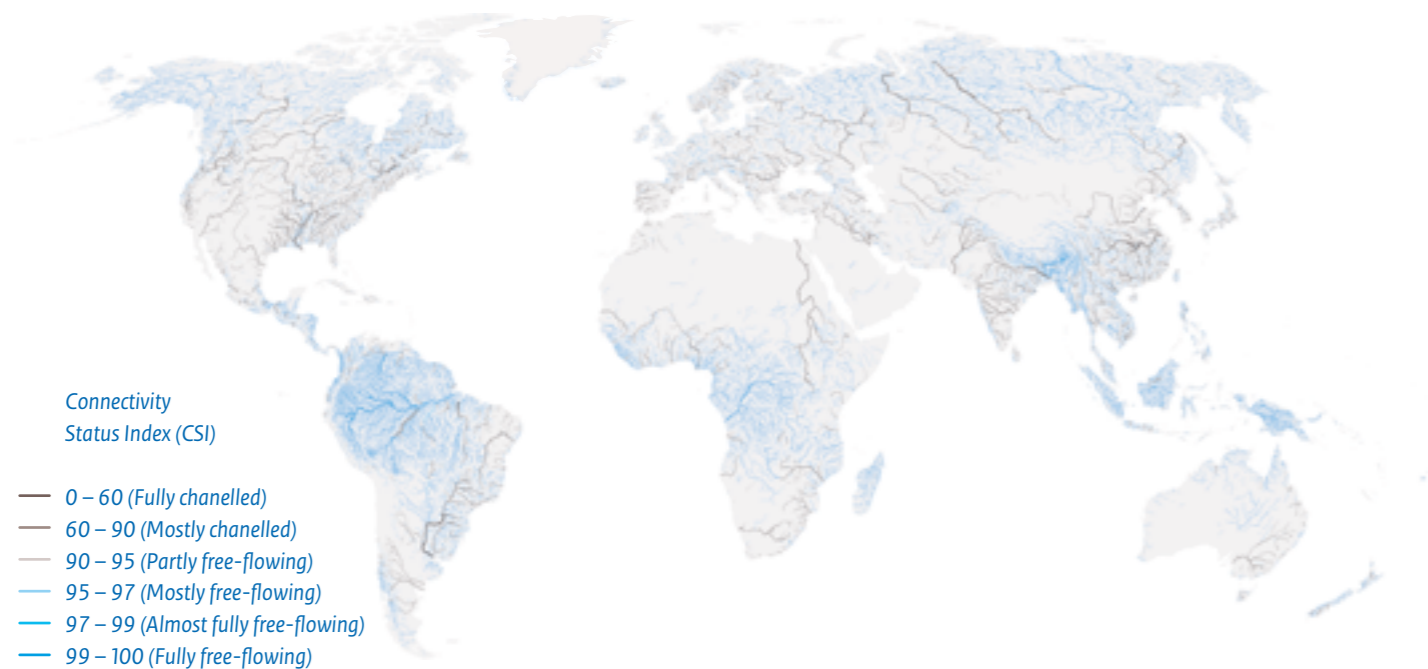 Connectivity
Status Index (CSI)
0 – 60 (Fully chanelled)
60 – 90 (Mostly chanelled)
90 – 95 (Partly free-flowing)
95 – 97 (Mostly free-flowing)
97 – 99 (Almost fully free-flowing)
99 – 100 (Fully free-flowing)